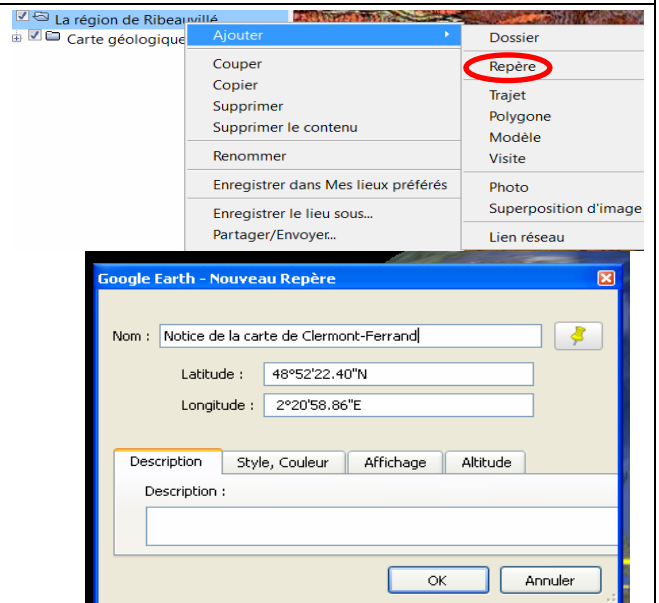 La région de Ribeauvillé
Carte géologique
Ajouter
Couper
Copier
Supprimer
Supprimer le contenu
Renommer
Enregistrer dans Mes lieux préférés
Enregistrer le lieu sous...
Partager/Envoyer...
Dossier
Repère
Trajet
Polygone
Modèle
Visite
Photo
Superposition d'image
Lien réseau
Google Earth - Nouveau Repère
Nom : Notice de la carte de Clermont-Ferrand
Latitude : 48°52'22.40"N
Longitude : 2°20'58.86"E
Description Style, Couleur Affichage Altitude
Description :
OK Annuler